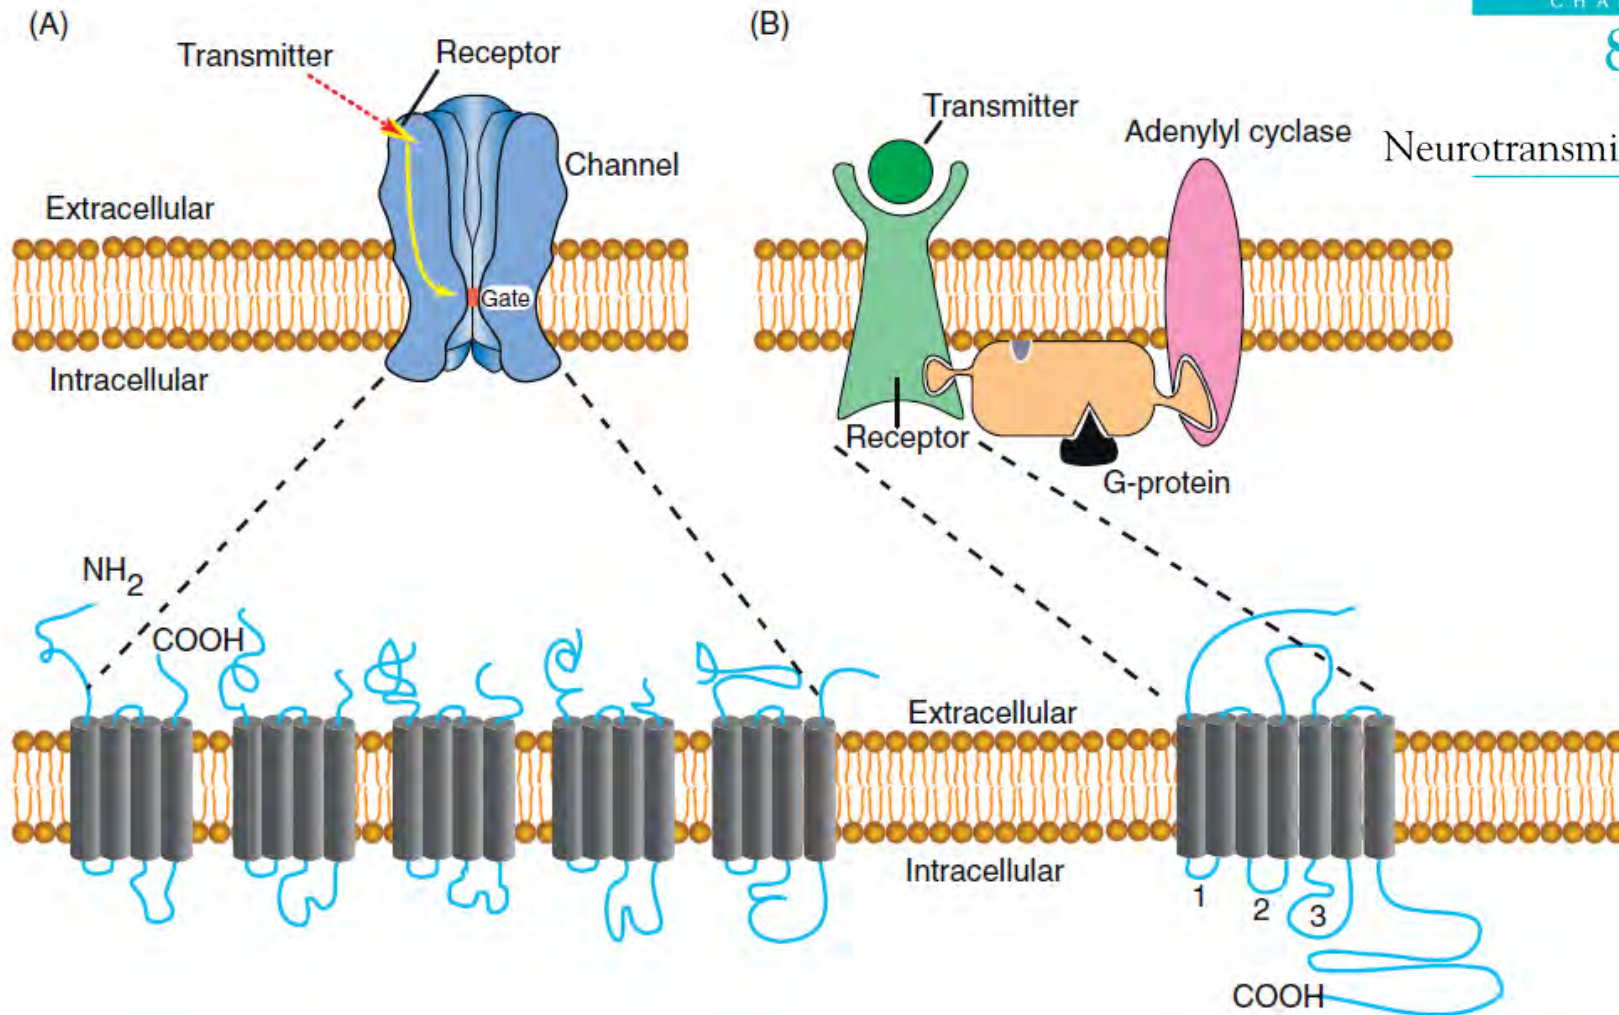 (A)
Transmitter
Receptor
Channel
Extracellular
Gate
Intracellular
(B)
Transmitter
Adenylyl cyclase
Receptor
G-protein
8
NH2
COOH
Extracellular
Intracellular
1
2
3
COOH